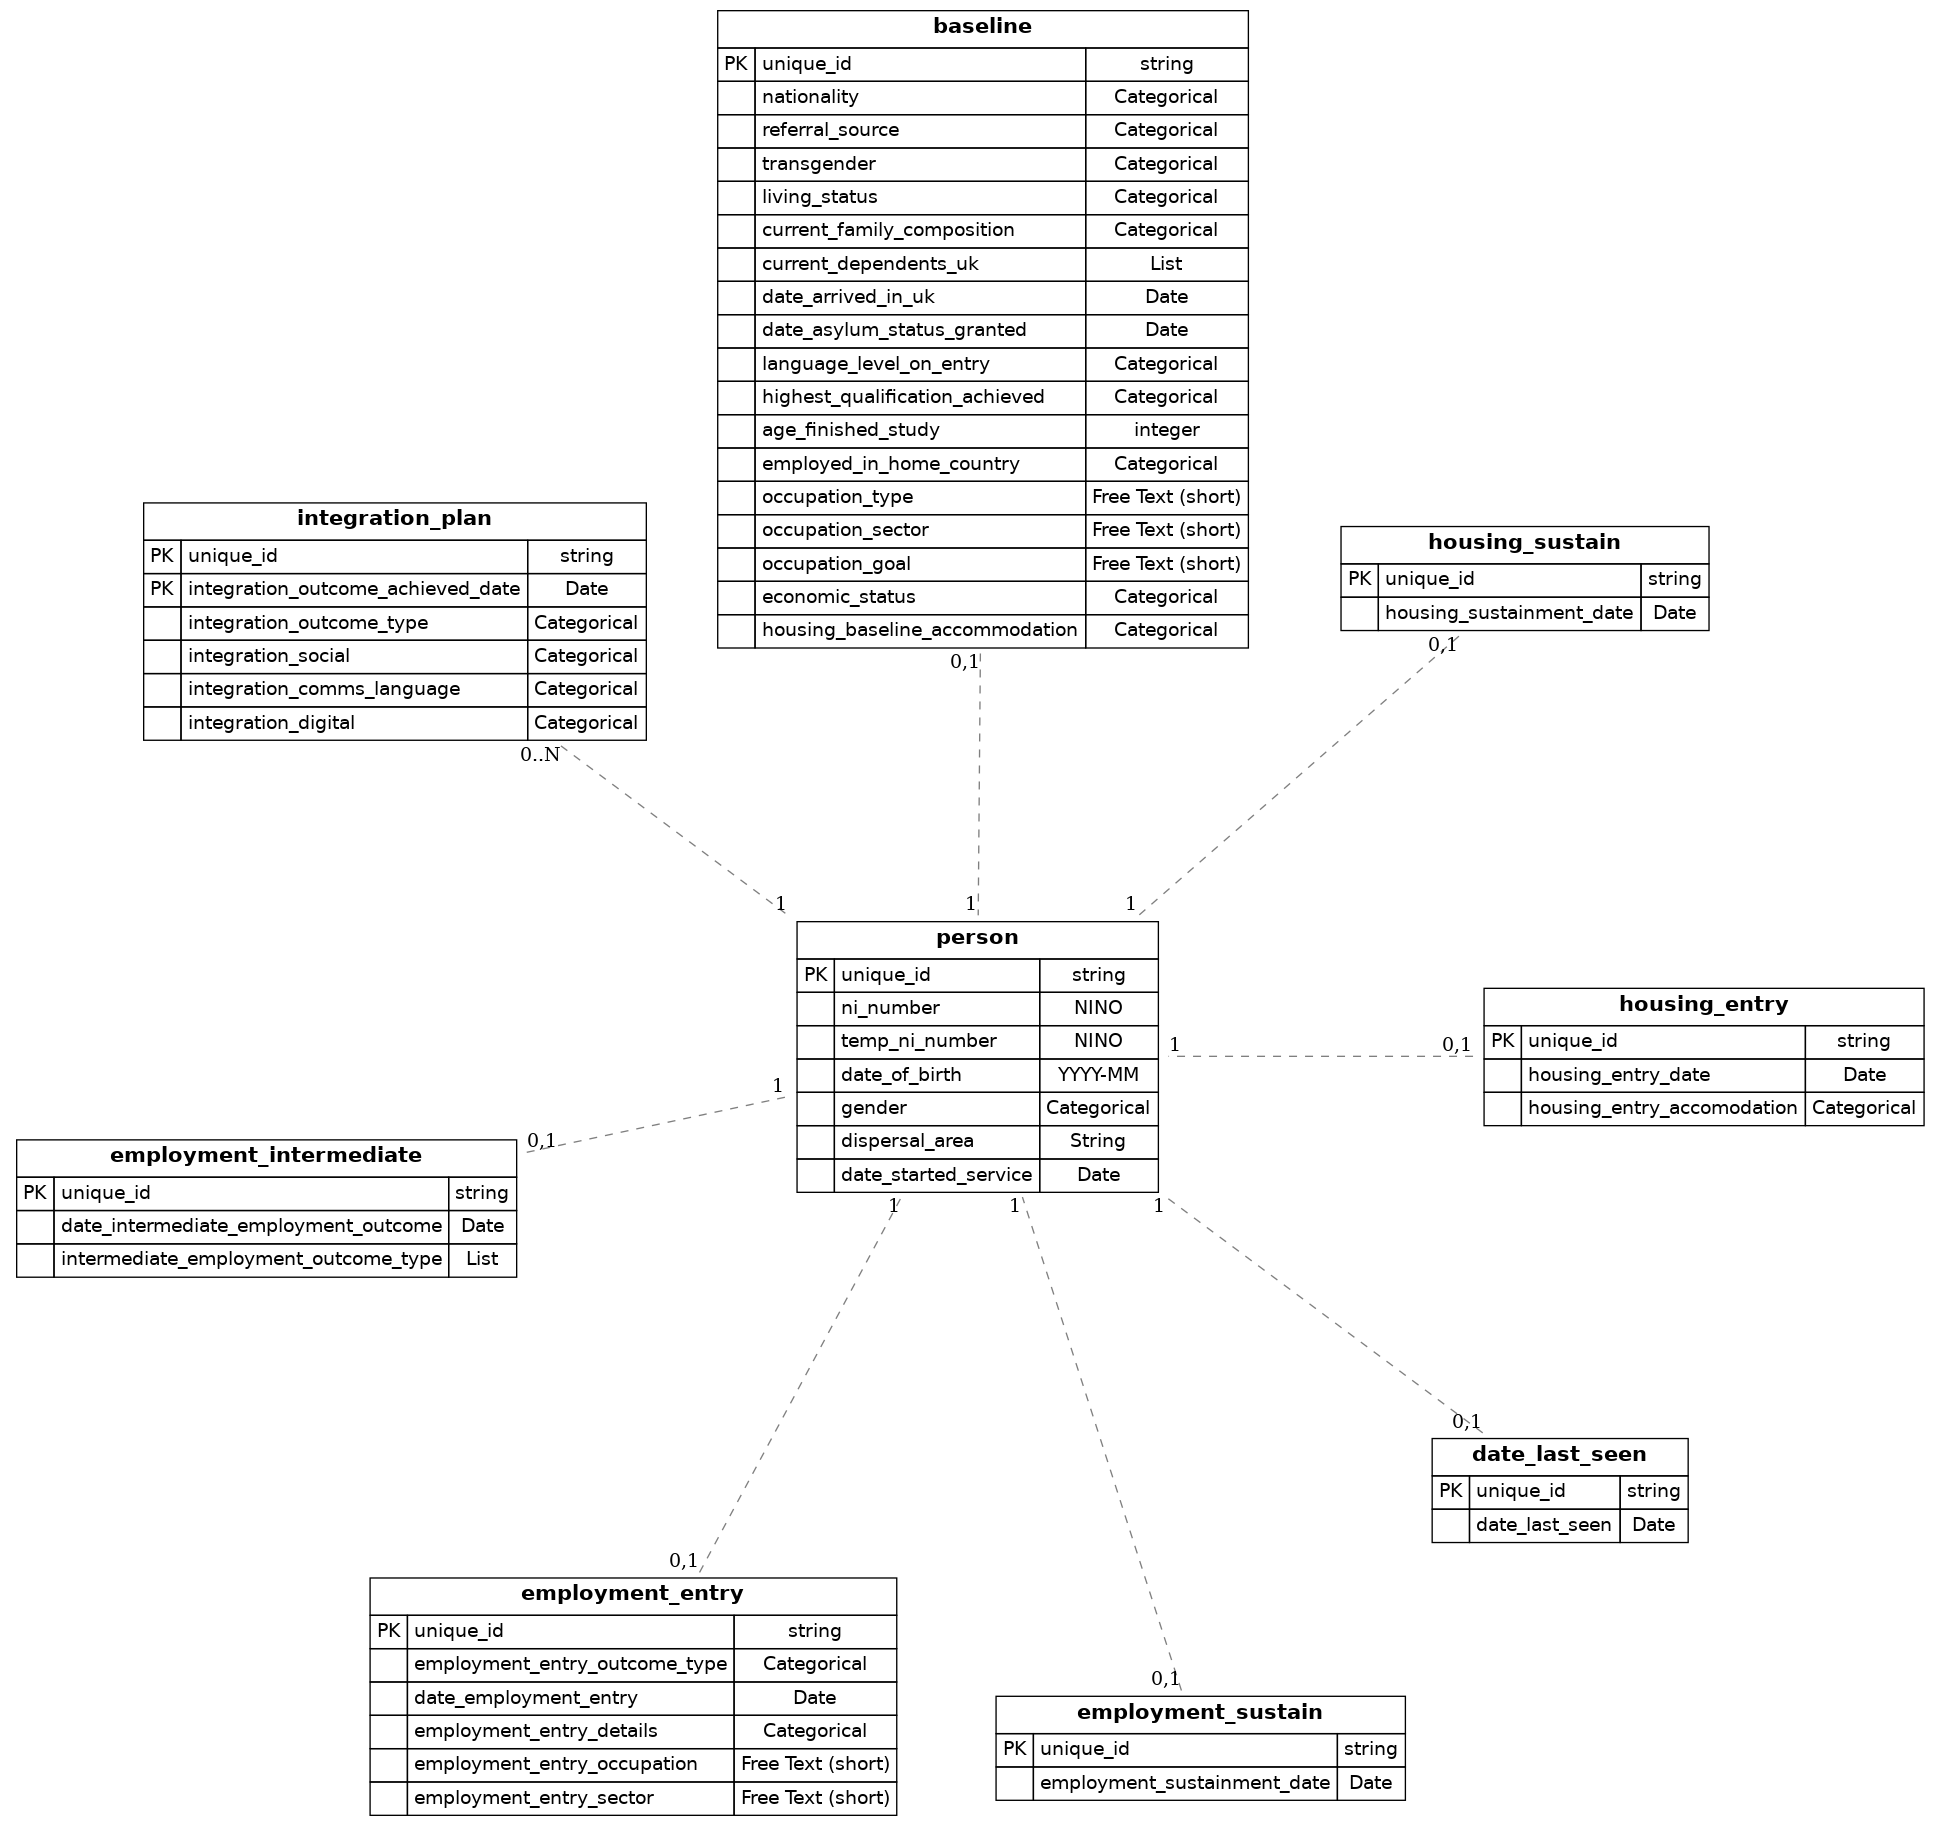 baseline
PK unique_id string
nationality Categorical
referral_source Categorical
transgender Categorical
living_status Categorical
current_family_composition Categorical
current_dependents_uk List
date_arrived_in_uk Date
date_asylum_status_granted Date
language_level_on_entry Categorical
highest_qualification_achieved Categorical
age_finished_study integer
employed_in_home_country Categorical
occupation_type Free Text (short)
occupation_sector Free Text (short)
occupation_goal Free Text (short)
economic_status Categorical
housing_baseline_accommodation Categorical
0,1
1
integration_plan
PK unique_id string
PK integration_outcome_achieved_date Date
integration_outcome_type Categorical
integration_social Categorical
integration_comms_language Categorical
integration_digital Categorical
0..N
1
housing_sustain
PK unique_id string
housing_sustainment_date Date
0,1
1
person
PK unique_id string
ni_number NINO
temp_ni_number NINO
date_of_birth YYYY-MM
gender Categorical
dispersal_area String
date_started_service Date
1
0,1
housing_entry
PK unique_id string
housing_entry_date Date
housing_entry_accomodation Categorical
1
0,1
employment_intermediate
PK unique_id string
date_intermediate_employment_outcome Date
intermediate_employment_outcome_type List
1
1
1
0,1
date_last_seen
PK unique_id string
date_last_seen Date
0,1
employment_entry
PK unique_id string
employment_entry_outcome_type Categorical
date_employment_entry Date
employment_entry_details Categorical
employment_entry_occupation Free Text (short)
employment_entry_sector Free Text (short)
0,1
employment_sustain
PK unique_id string
employment_sustainment_date Date